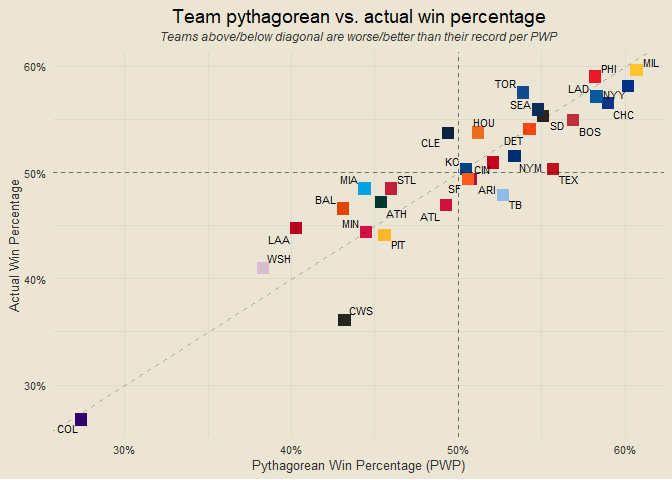 Team pythagorean vs. actual win percentage
Teams above/below diagonal are worse/better than their record per PWP
60%
50%
40%
30%
Actual Win Percentage
PHI
MIL
TOR
LAD
NYY
SEA
CHC
HOU
SD
BOS
CLE
DET
KC
CIN
NYM
TEX
MIA
STL
SF
ARI
BAL
TB
ATH
ATL
MIN
LAA
PIT
WSH
CWS
COL
30%
40%
50%
60%
Pythagorean Win Percentage (PWP)